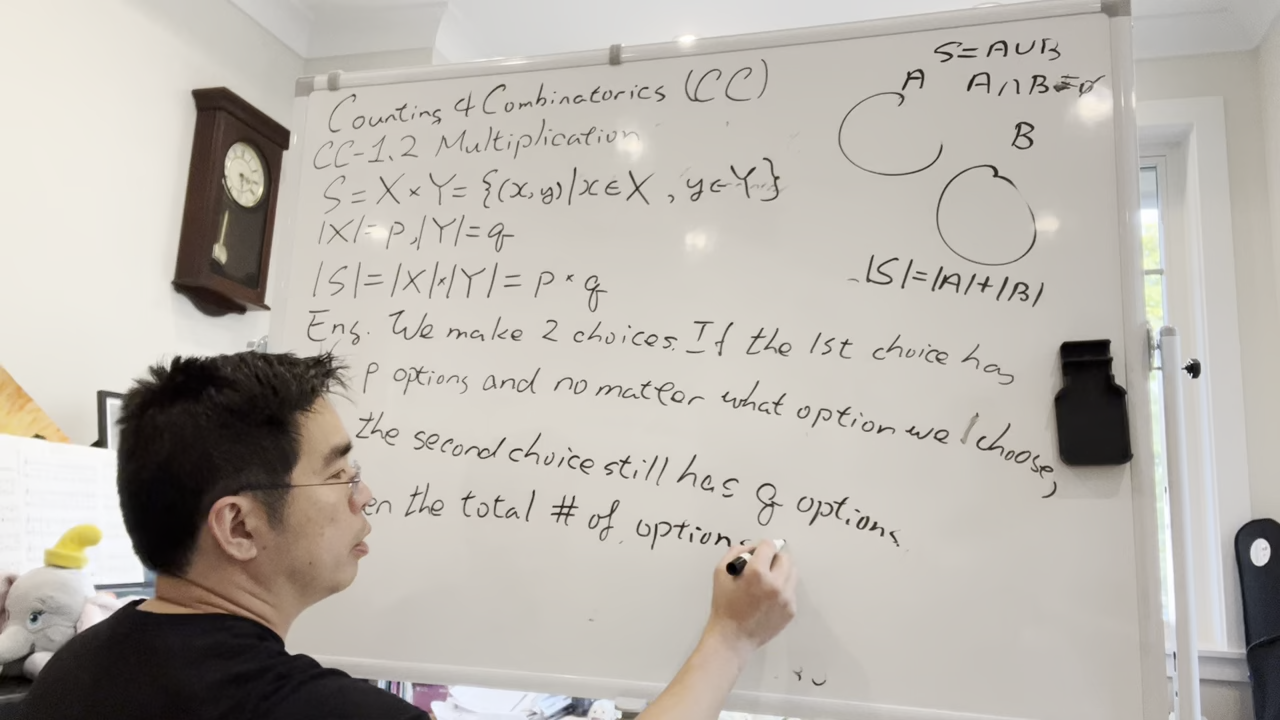 Counting & Combinatorics (CC)
CC-1.2 Multiplication
S=X×Y={(x,y)|x∈X, y∈Y}
|X|=p,|Y|=q
|S|=|X|×|Y|=p×q
Eng. We make 2 choices. If the 1st choice has
p options and no matter what option we choose,
the second choice still has q options.
en the total # of options
S=A∪B
A A∩B=∅
B
|S|=|A|+|B|